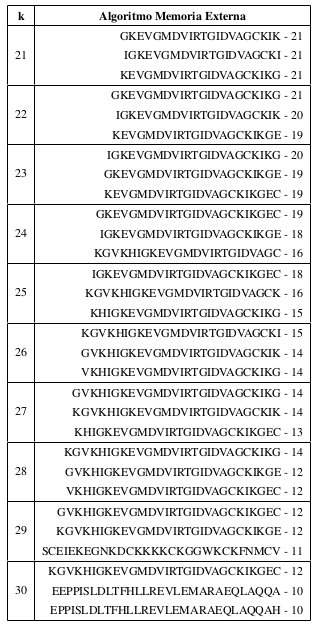 k Algoritmo Memoria Externa
GKEVGMDVIRTGIDVAGCKIK - 21
21 IGKEVGMDVIRTGIDVAGCKI - 21
KEVGMDVIRTGIDVAGCKIKG - 21
GKEVGMDVIRTGIDVAGCKIKG - 21
22 IGKEVGMDVIRTGIDVAGCKIK - 20
KEVGMDVIRTGIDVAGCKIKGE - 19
IGKEVGMDVIRTGIDVAGCKIKG - 20
23 GKEVGMDVIRTGIDVAGCKIKGE - 19
KEVGMDVIRTGIDVAGCKIKGEC - 19
GKEVGMDVIRTGIDVAGCKIKGEC - 19
24 IGKEVGMDVIRTGIDVAGCKIKGE - 18
KGVKHIGKEVGMDVIRTGIDVAGC - 16
IGKEVGMDVIRTGIDVAGCKIKGEC - 18
25 KGVKHIGKEVGMDVIRTGIDVAGCK - 16
KHIGKEVGMDVIRTGIDVAGCKIKG - 15
KGVKHIGKEVGMDVIRTGIDVAGCKI - 15
26 GVKHIGKEVGMDVIRTGIDVAGCKIK - 14
VKHIGKEVGMDVIRTGIDVAGCKIKG - 14
GVKHIGKEVGMDVIRTGIDVAGCKIKG - 14
27 KGVKHIGKEVGMDVIRTGIDVAGCKIK - 14
KHIGKEVGMDVIRTGIDVAGCKIKGEC - 13
KGVKHIGKEVGMDVIRTGIDVAGCKIKG - 14
28 GVKHIGKEVGMDVIRTGIDVAGCKIKGE - 12
VKHIGKEVGMDVIRTGIDVAGCKIKGEC - 12
GVKHIGKEVGMDVIRTGIDVAGCKIKGEC - 12
29 KGVKHIGKEVGMDVIRTGIDVAGCKIKGE - 12
SCEIEKEGNKDCKKKKCKGGWKCKFNMCV - 11
KGVKHIGKEVGMDVIRTGIDVAGCKIKGEC - 12
30 EEPPISLDLTFHLLREVLEMARAEQLAQQA - 10
EPPISLDLTFHLLREVLEMARAEQLAQQAH - 10